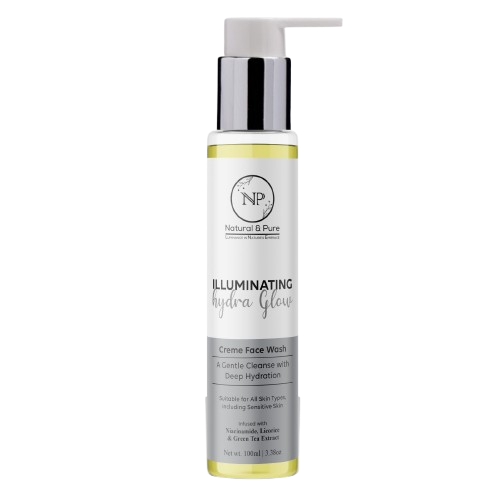 NP
Natural & Pure
ILLUMINATING
hydra Glow
Creme Face Wash
A Gentle Cleanse with
Deep Hydration
Suitable for All Skin Types,
including Sensitive Skin
infused with
Niacinamide, Licorice
& Green Tea Extract
Net wt. 100ml | 3.38oz